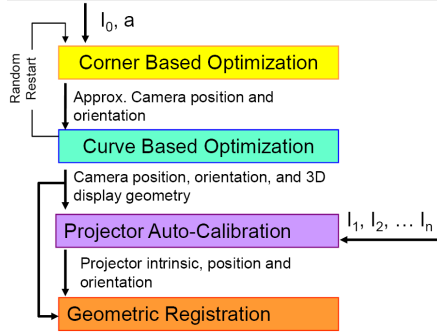 I0, a
Corner Based Optimization
Random
Restart
Approx. Camera position and
orientation
Curve Based Optimization
Camera position, orientation, and 3D
display geometry
I1, I2, ... In
Projector Auto-Calibration
Projector intrinsic, position and
orientation
Geometric Registration